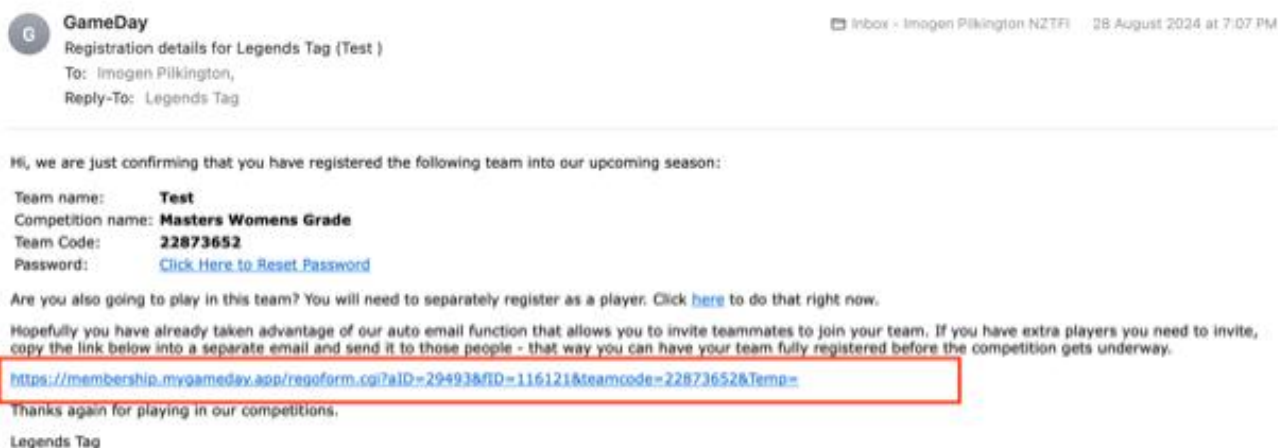 G
GameDay
Inbox - Imogen Pilkington NZTFI 28 August 2024 at 7:07 PM
Registration details for Legends Tag (Test )
To: Imogen Pilkington,
Reply-To: Legends Tag
Hi, we are just confirming that you have registered the following team into our upcoming season:
Team name: Test
Competition name: Masters Womens Grade
Team Code: 22873652
Password: Click Here to Reset Password
Are you also going to play in this team? You will need to separately register as a player. Click here to do that right now.
Hopefully you have already taken advantage of our auto email function that allows you to invite teammates to join your team. If you have extra players you need to invite,
copy the link below into a separate email and send it to those people - that way you can have your team fully registered before the competition gets underway.
https://membership.mygameday.app/regoform.cgi?aID=29493&fID=116121&teamcode=22873652&Temp=
Thanks again for playing in our competitions.
Legends Tag